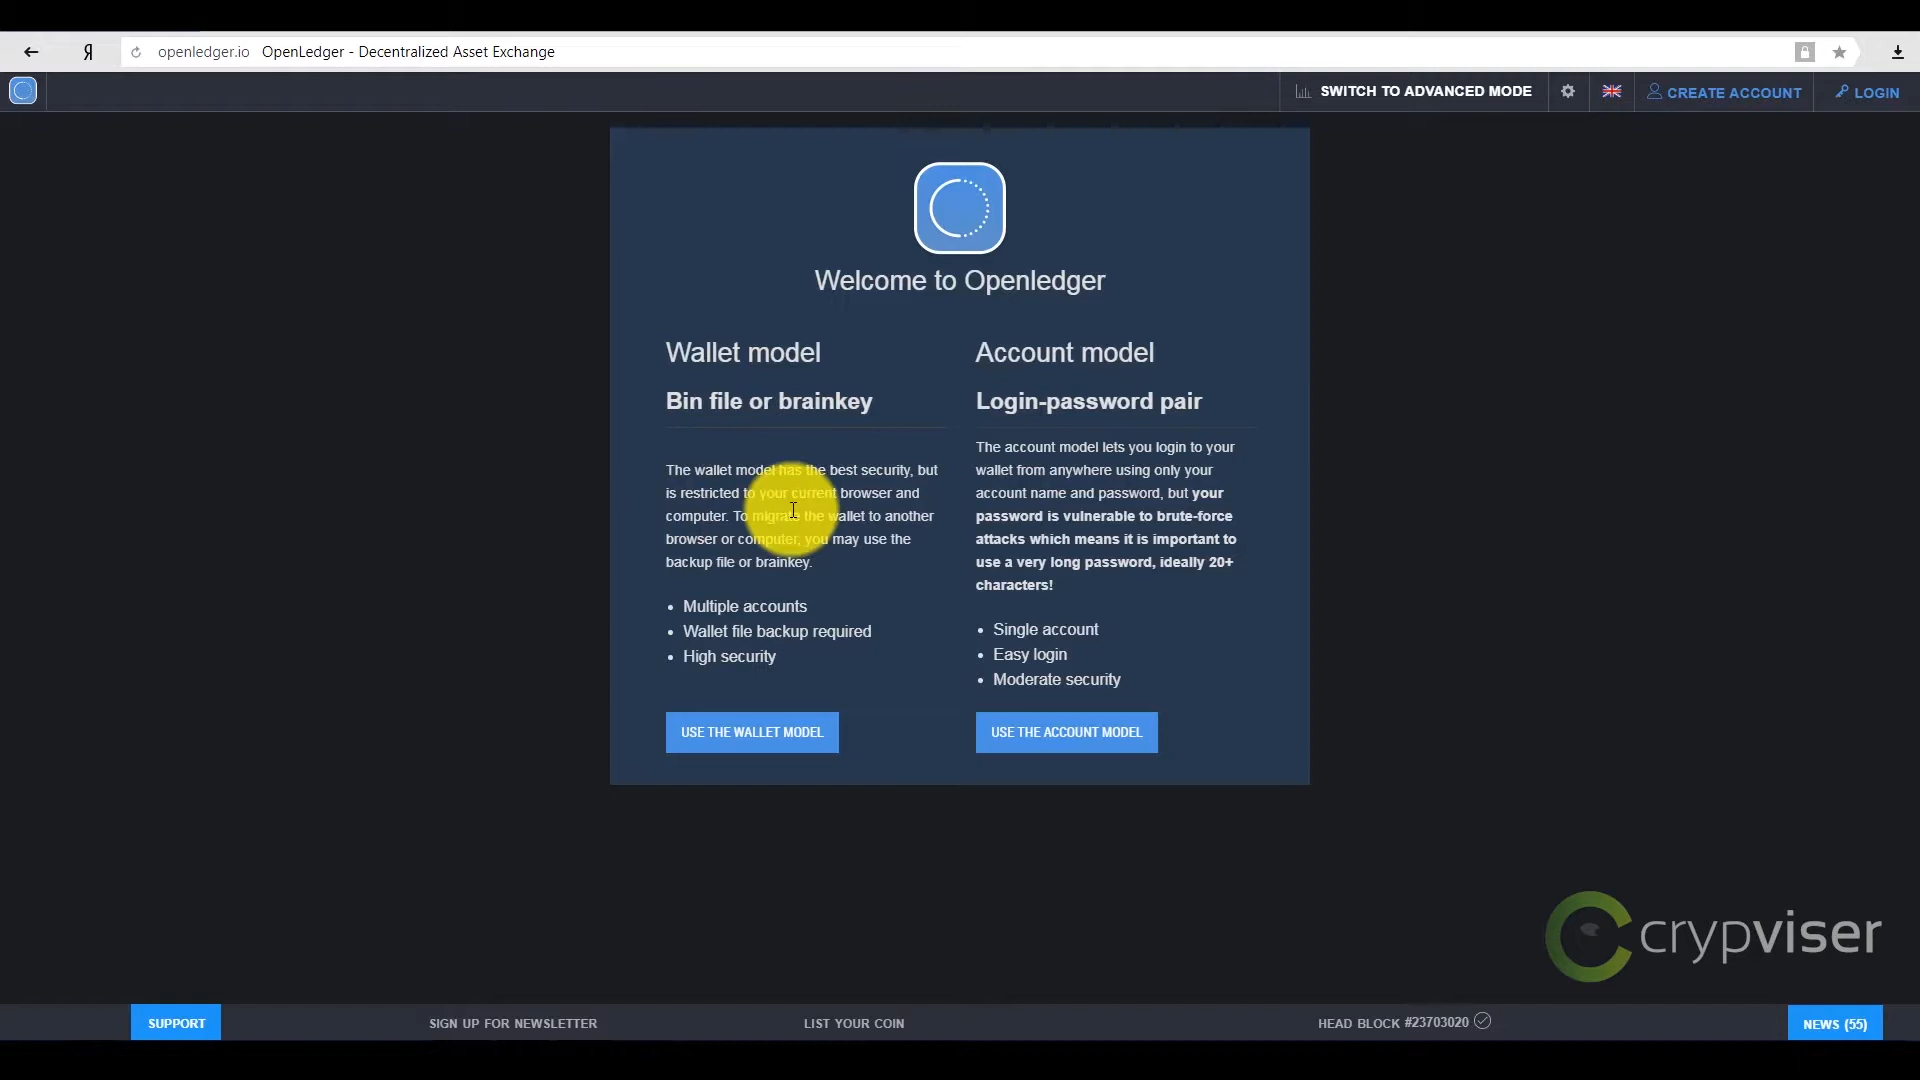 Я openledger.io OpenLedger - Decentralized Asset Exchange
SWITCH TO ADVANCED MODE
CREATE ACCOUNT
LOGIN
Welcome to Openledger
Wallet model
Bin file or brainkey
The wallet model has the best security, but
is restricted to your current browser and
computer. To migrate the wallet to another
browser or computer, you may use the
backup file or brainkey.
• Multiple accounts
• Wallet file backup required
• High security
USE THE WALLET MODEL
Account model
Login-password pair
The account model lets you login to your
wallet from anywhere using only your
account name and password, but your
password is vulnerable to brute-force
attacks which means it is important to
use a very long password, ideally 20+
characters!
• Single account
• Easy login
• Moderate security
USE THE ACCOUNT MODEL
crypviser
SUPPORT
SIGN UP FOR NEWSLETTER
LIST YOUR COIN
HEAD BLOCK #23703020
NEWS (55)